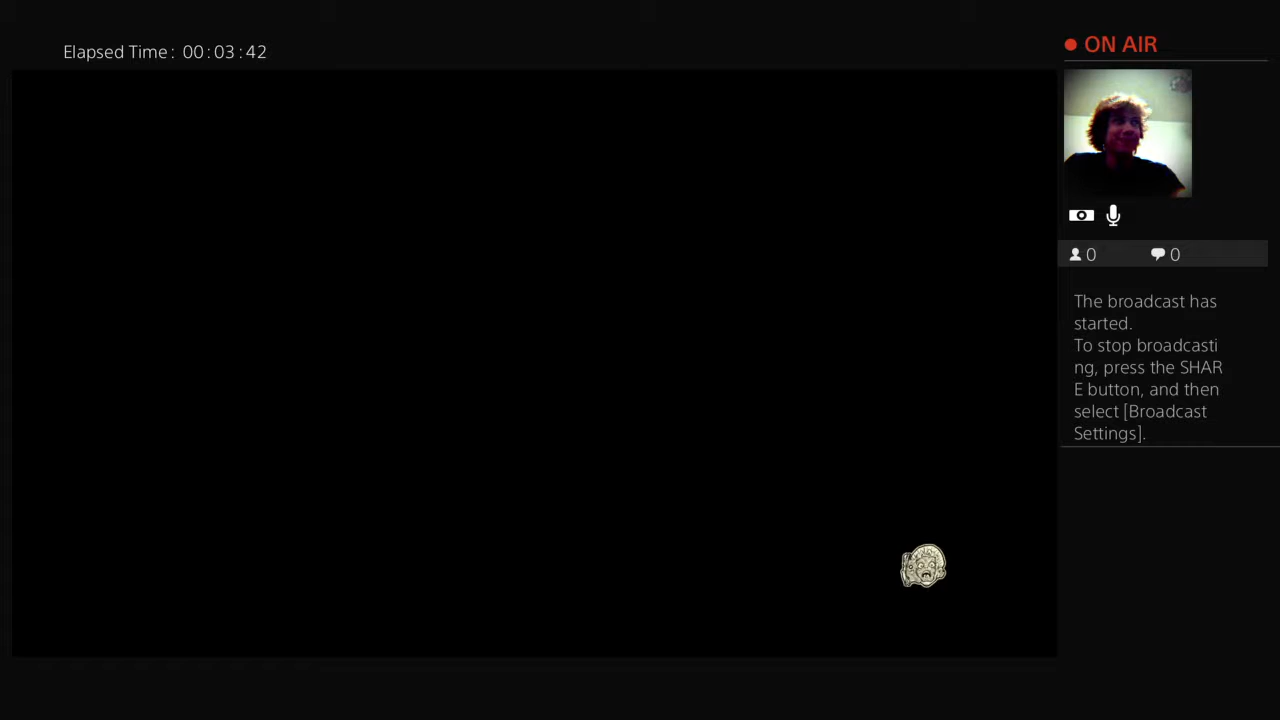 Elapsed Time: 00:03:42
ON AIR
0 0
The broadcast has
started.
To stop broadcasti
ng, press the SHAR
E button, and then
select [Broadcast
Settings].